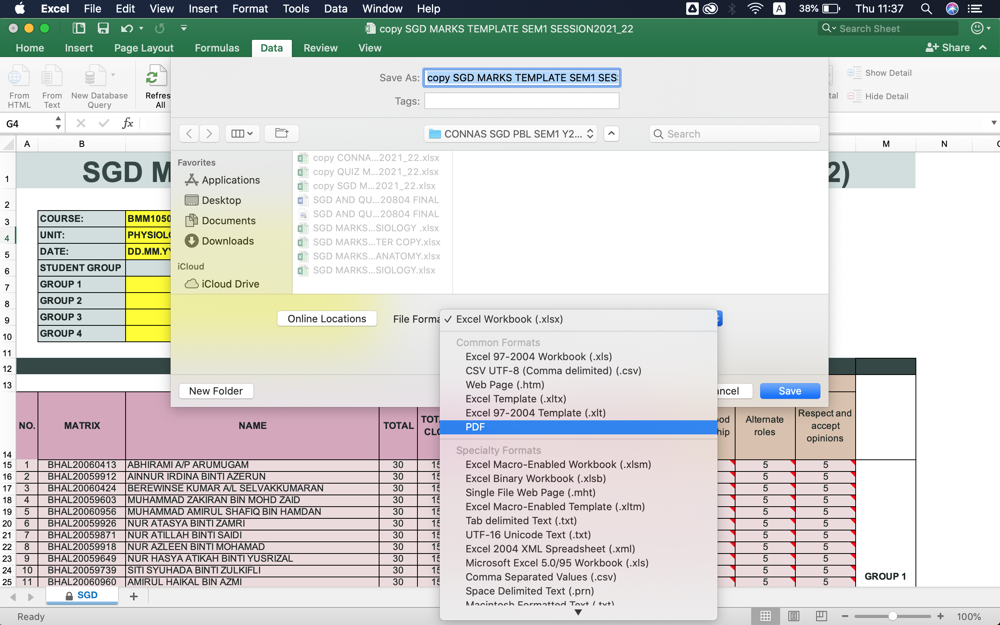 Excel File Edit View Insert Format Tools Data Window Help A 38% Thu 11:37
copy SGD MARKS TEMPLATE SEM1 SESSION2021_22
Search Sheet
Home Insert Page Layout Formulas Data Review View Share
From HTML
From Text
New Database Query
Refres
All
Show Detail
tal
Hide Detail
Save As: copy SGD MARKS TEMPLATE SEM1 SES
Tags:
G4 fx
CONNAS SGD PBL SEM1 Y2...
Search
A B M N
1 SGD M 2)
2
3 COURSE: BMM1050
4 UNIT: PHYSIOL
5 DATE: DD.MM.YY
6 STUDENT GROUP
7 GROUP 1
8 GROUP 2
9 GROUP 3
10 GROUP 4
11
12
13
Favorites
Applications
Desktop
Documents
Downloads
iCloud
iCloud Drive
copy CONNA...2021_22.xlsx
copy QUIZ M...2021_22.xlsx
copy SGD M...2021_22.xlsx
SGD AND QU...20804 FINAL
SGD AND QU...20804 FINAL
SGD MARKS...SIOLOGY .xlsx
SGD MARKS...TER COPY.xlsx
SGD MARKS...ANATOMY.xlsx
SGD MARKS...SIOLOGY.xlsx
Online Locations
File Forma
✓ Excel Workbook (.xlsx)
Common Formats
Excel 97-2004 Workbook (.xls)
CSV UTF-8 (Comma delimited) (.csv)
Web Page (.htm)
Excel Template (.xltx)
Excel 97-2004 Template (.xlt)
PDF
Specialty Formats
Excel Macro-Enabled Workbook (.xlsm)
Excel Binary Workbook (.xlsb)
Single File Web Page (.mht)
Excel Macro-Enabled Template (.xltm)
Tab delimited Text (.txt)
UTF-16 Unicode Text (.txt)
Excel 2004 XML Spreadsheet (.xml)
Microsoft Excel 5.0/95 Workbook (.xls)
Comma Separated Values (.csv)
Space Delimited Text (.prn)
Macintosh Formatted Text (.txt)
New Folder
ancel
Save
14 NO. MATRIX NAME TOTAL
TOT
CLO
od
hip
Alternate
roles
Respect and
accept
opinions
15 1 BHAL20060413 ABHIRAMI A/P ARUMUGAM 30 15 5 5
16 2 BHAL20059912 AINNUR IRDINA BINTI AZERUN 30 15 5 5
17 3 BHAL20060424 BEREWINSE KUMAR A/L SELVAKKUMARAN 30 15 5 5
18 4 BHAL20059603 MUHAMMAD ZAKIRAN BIN MOHD ZAID 30 15 5 5
19 5 BHAL20060956 MUHAMMAD AMIRUL SHAFIQ BIN HAMDAN 30 15 5 5
20 6 BHAL20059926 NUR ATASYA BINTI ZAMRI 30 15 5 5
21 7 BHAL20059871 NUR ATILLAH BINTI SAIDI 30 15 5 5
22 8 BHAL20059918 NUR AZLEEN BINTI MOHAMAD 30 15 5 5
23 9 BHAL20059649 NUR HASYA ATIKAH BINTI YUSRIZAL 30 15 5 5
24 10 BHAL20059739 SITI SYUHADA BINTI ZULKIFLI 30 15 5 5 GROUP 1
25 11 BHAL20060960 AMIRUL HAIKAL BIN AZMI 30 15 5 5
SGD
Ready
100%